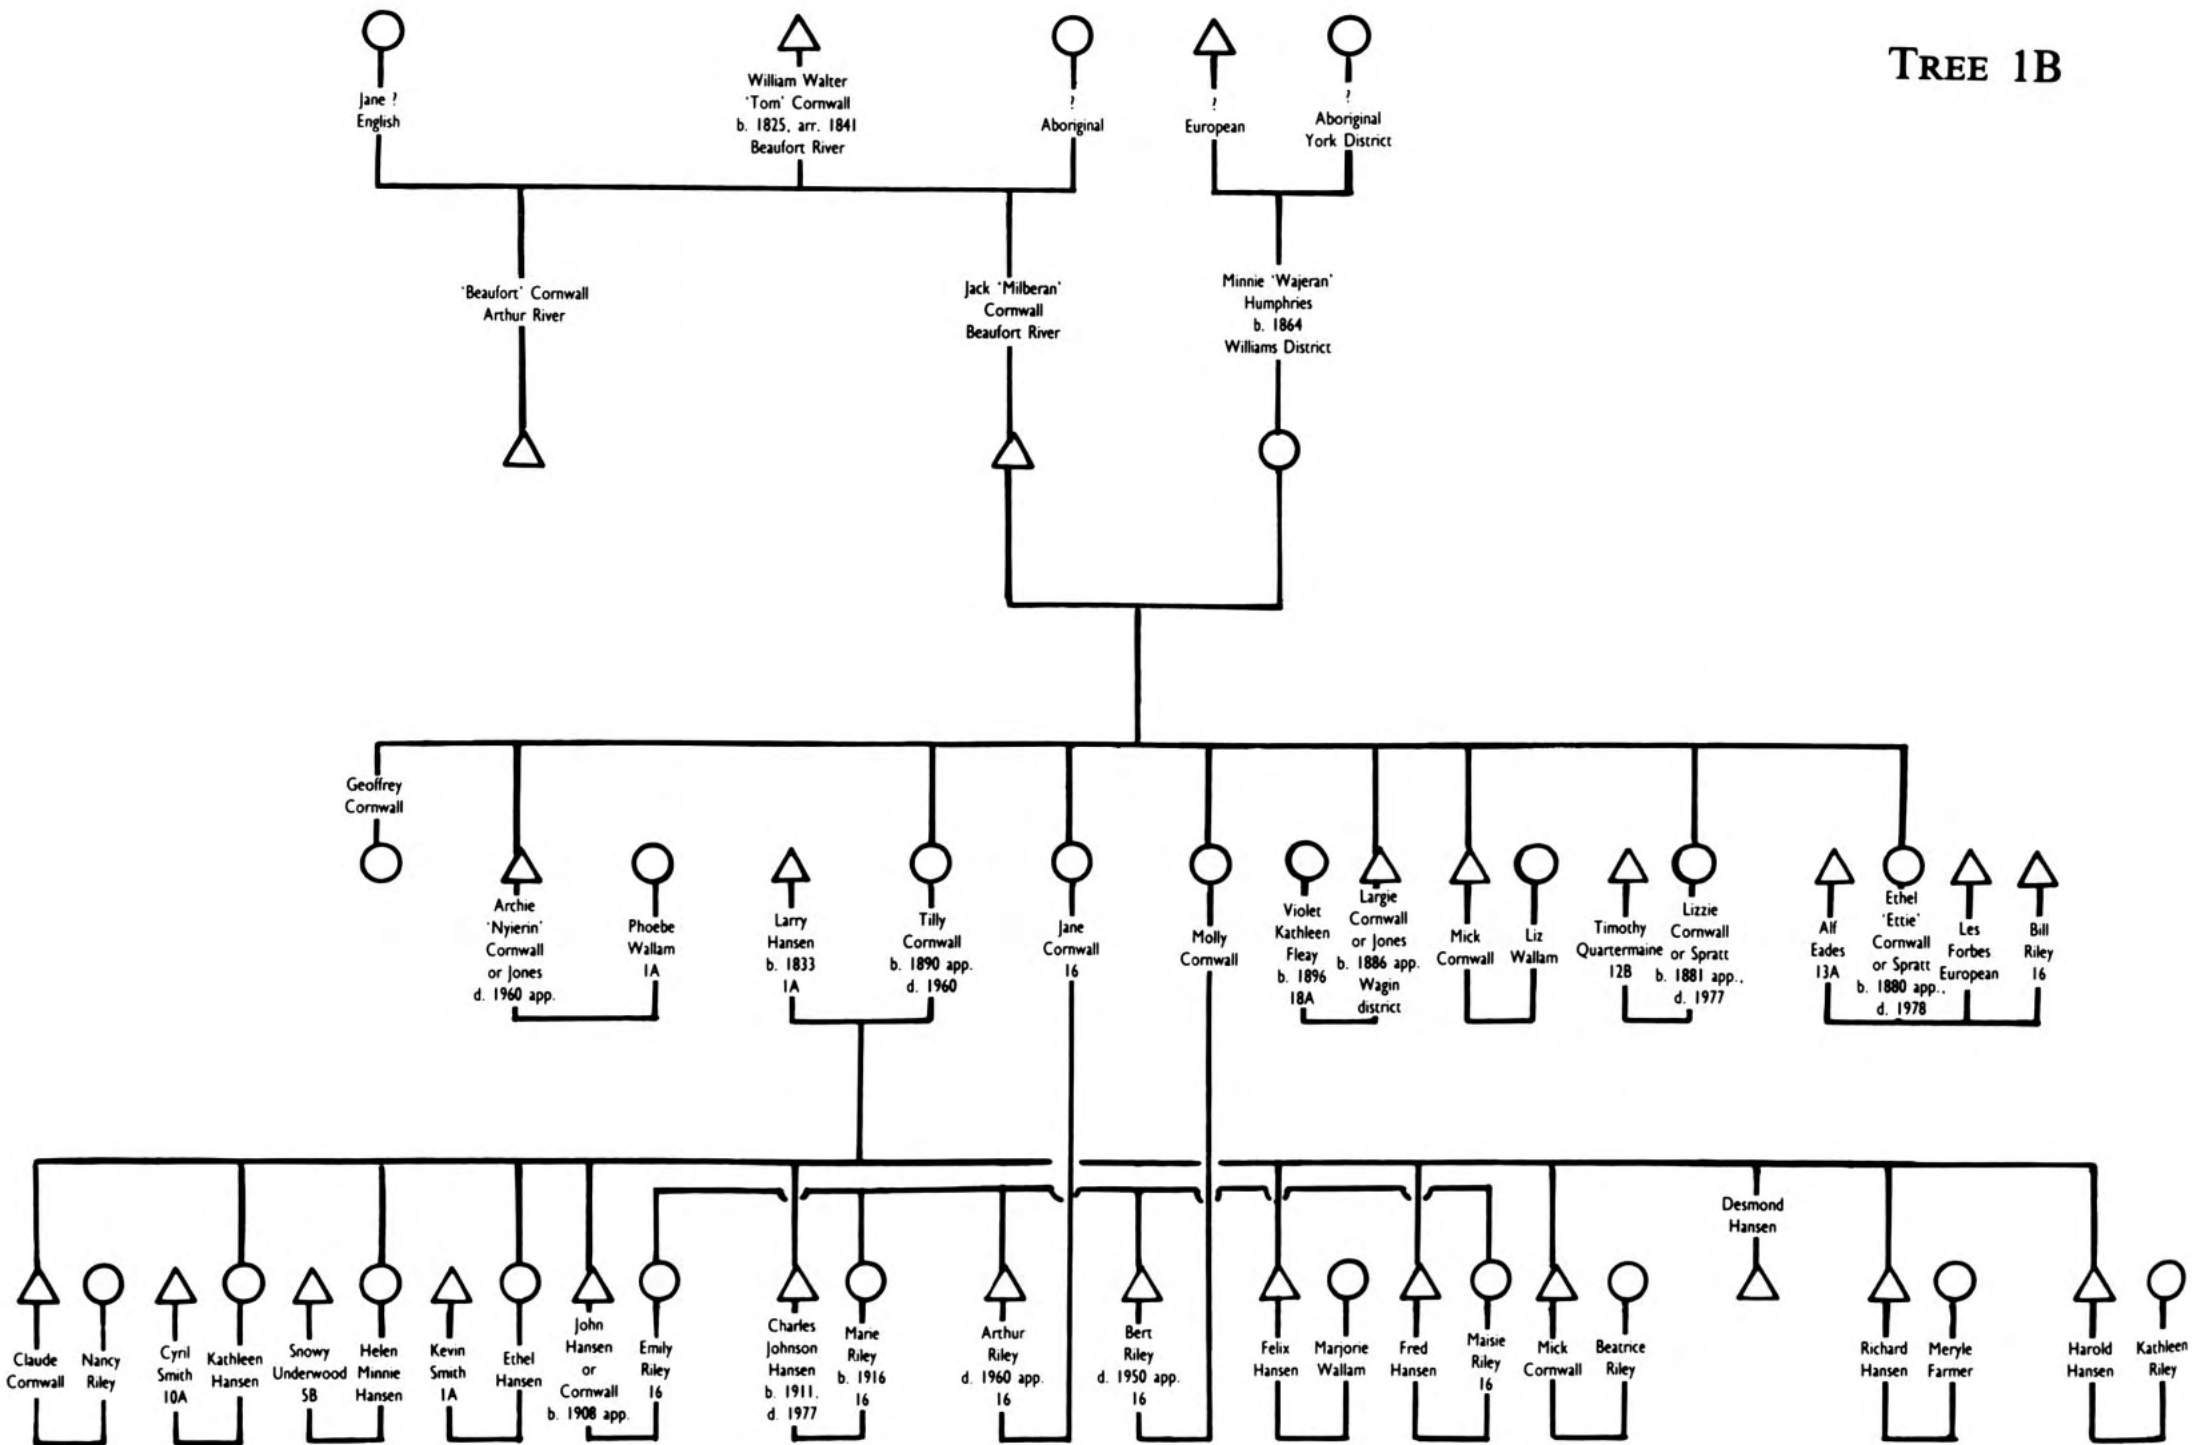 TREE 1B
Jane ?
English
William Walter
'Tom' Cornwall
b. 1825, arr. 1841
Beaufort River
?
Aboriginal
?
European
?
Aboriginal
York District
'Beaufort' Cornwall
Arthur River
Jack 'Milberan'
Cornwall
Beaufort River
Minnie 'Wajeran'
Humphries
b. 1864
Williams District
Geoffrey
Cornwall
Archie
'Nyierin'
Cornwall
or Jones
d. 1960 app.
Phoebe
Wallam
1A
Larry
Hansen
b. 1833
1A
Tilly
Cornwall
b. 1890 app.
d. 1960
Jane
Cornwall
16
Molly
Cornwall
Violet
Kathleen
Fleay
b. 1896
18A
Largie
Cornwall
or Jones
b. 1886 app.
Wagin
district
Mick
Cornwall
Liz
Wallam
Timothy
Quartermaine
12B
Lizzie
Cornwall
or Spratt
b. 1881 app.,
d. 1977
Alf
Eades
13A
Ethel
'Ettie'
Cornwall
or Spratt
b. 1880 app.,
d. 1978
Les
Forbes
European
Bill
Riley
16
Claude
Cornwall
Nancy
Riley
Cyril
Smith
10A
Kathleen
Hansen
Snowy
Underwood
5B
Helen
Minnie
Hansen
Kevin
Smith
1A
Ethel
Hansen
John
Hansen
or
Cornwall
b. 1908 app.
Emily
Riley
16
Charles
Johnson
Hansen
b. 1911,
d. 1977
Marie
Riley
b. 1916
16
Arthur
Riley
d. 1960 app.
16
Bert
Riley
d. 1950 app.
16
Felix
Hansen
Marjorie
Wallam
Fred
Hansen
Maisie
Riley
16
Mick
Cornwall
Beatrice
Riley
Desmond
Hansen
Richard
Hansen
Meryle
Farmer
Harold
Hansen
Kathleen
Riley